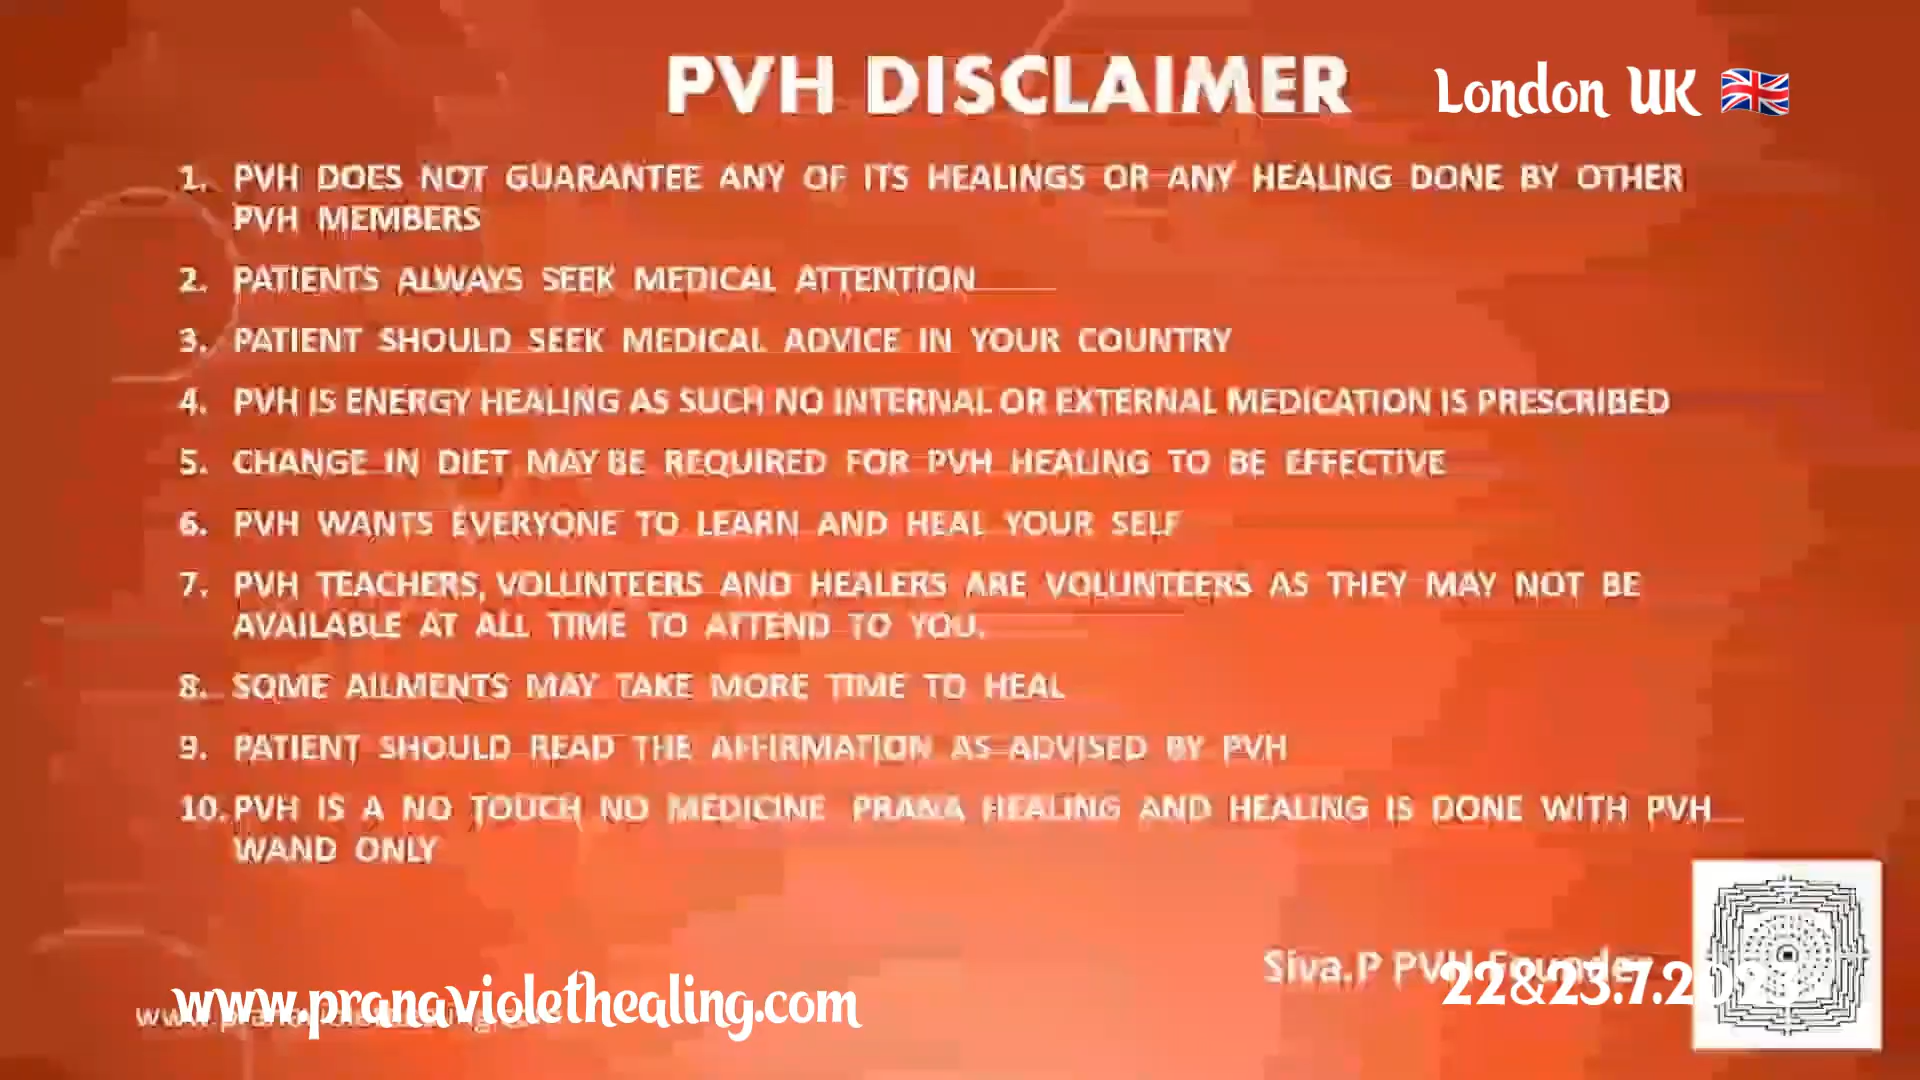 PVH DISCLAIMER
London UK
1. PVH DOES NOT GUARANTEE ANY OF ITS HEALINGS OR ANY HEALING DONE BY OTHER
PVH MEMBERS
2. PATIENTS ALWAYS SEEK MEDICAL ATTENTION
3. PATIENT SHOULD SEEK MEDICAL ADVICE IN YOUR COUNTRY
4. PVH IS ENERGY HEALING AS SUCH NO INTERNAL OR EXTERNAL MEDICATION IS PRESCRIBED
5. CHANGE IN DIET MAY BE REQUIRED FOR PVH HEALING TO BE EFFECTIVE
6. PVH WANTS EVERYONE TO LEARN AND HEAL YOUR SELF
7. PVH TEACHERS, VOLUNTEERS AND HEALERS ARE VOLUNTEERS AS THEY MAY NOT BE
AVAILABLE AT ALL TIME TO ATTEND TO YOU.
8. SOME AILMENTS MAY TAKE MORE TIME TO HEAL
9. PATIENT SHOULD READ THE AFFIRMATION AS ADVISED BY PVH
10. PVH IS A NO TOUCH NO MEDICINE PRANA HEALING AND HEALING IS DONE WITH PVH
WAND ONLY
Siva.P PVH Founder
22&23.7.2023
www.pranaviolethealing.com